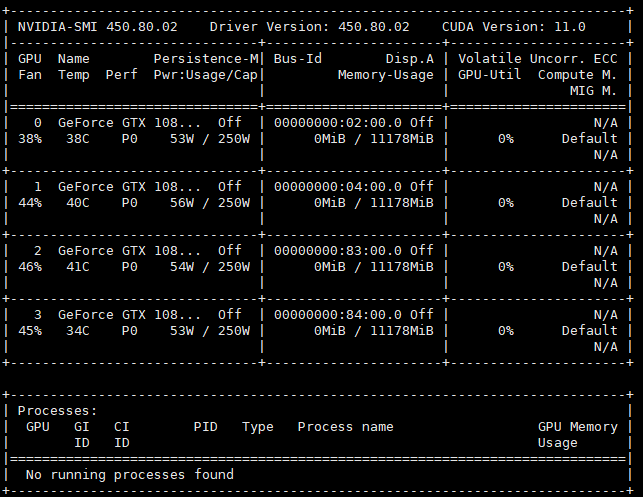 +-----------------------------------------------------------------------------+
| NVIDIA-SMI 450.80.02    Driver Version: 450.80.02    CUDA Version: 11.0     |
|-------------------------------+----------------------+----------------------+
| GPU  Name        Persistence-M| Bus-Id        Disp.A | Volatile Uncorr. ECC |
| Fan  Temp  Perf  Pwr:Usage/Cap|         Memory-Usage | GPU-Util  Compute M. |
|                               |                      |               MIG M. |
|===============================+======================+======================|
|   0  GeForce GTX 108...  Off  | 00000000:02:00.0 Off |                  N/A |
| 38%   38C    P0    53W / 250W |      0MiB / 11178MiB |      0%      Default |
|                               |                      |                  N/A |
+-------------------------------+----------------------+----------------------+
|   1  GeForce GTX 108...  Off  | 00000000:04:00.0 Off |                  N/A |
| 44%   40C    P0    56W / 250W |      0MiB / 11178MiB |      0%      Default |
|                               |                      |                  N/A |
+-------------------------------+----------------------+----------------------+
|   2  GeForce GTX 108...  Off  | 00000000:83:00.0 Off |                  N/A |
| 46%   41C    P0    54W / 250W |      0MiB / 11178MiB |      0%      Default |
|                               |                      |                  N/A |
+-------------------------------+----------------------+----------------------+
|   3  GeForce GTX 108...  Off  | 00000000:84:00.0 Off |                  N/A |
| 45%   34C    P0    53W / 250W |      0MiB / 11178MiB |      0%      Default |
|                               |                      |                  N/A |
+-------------------------------+----------------------+----------------------+

+-----------------------------------------------------------------------------+
| Processes:                                                                  |
|  GPU   GI   CI        PID   Type   Process name                  GPU Memory |
|        ID   ID                                                   Usage      |
|=============================================================================|
|  No running processes found                                                 |
+-----------------------------------------------------------------------------+